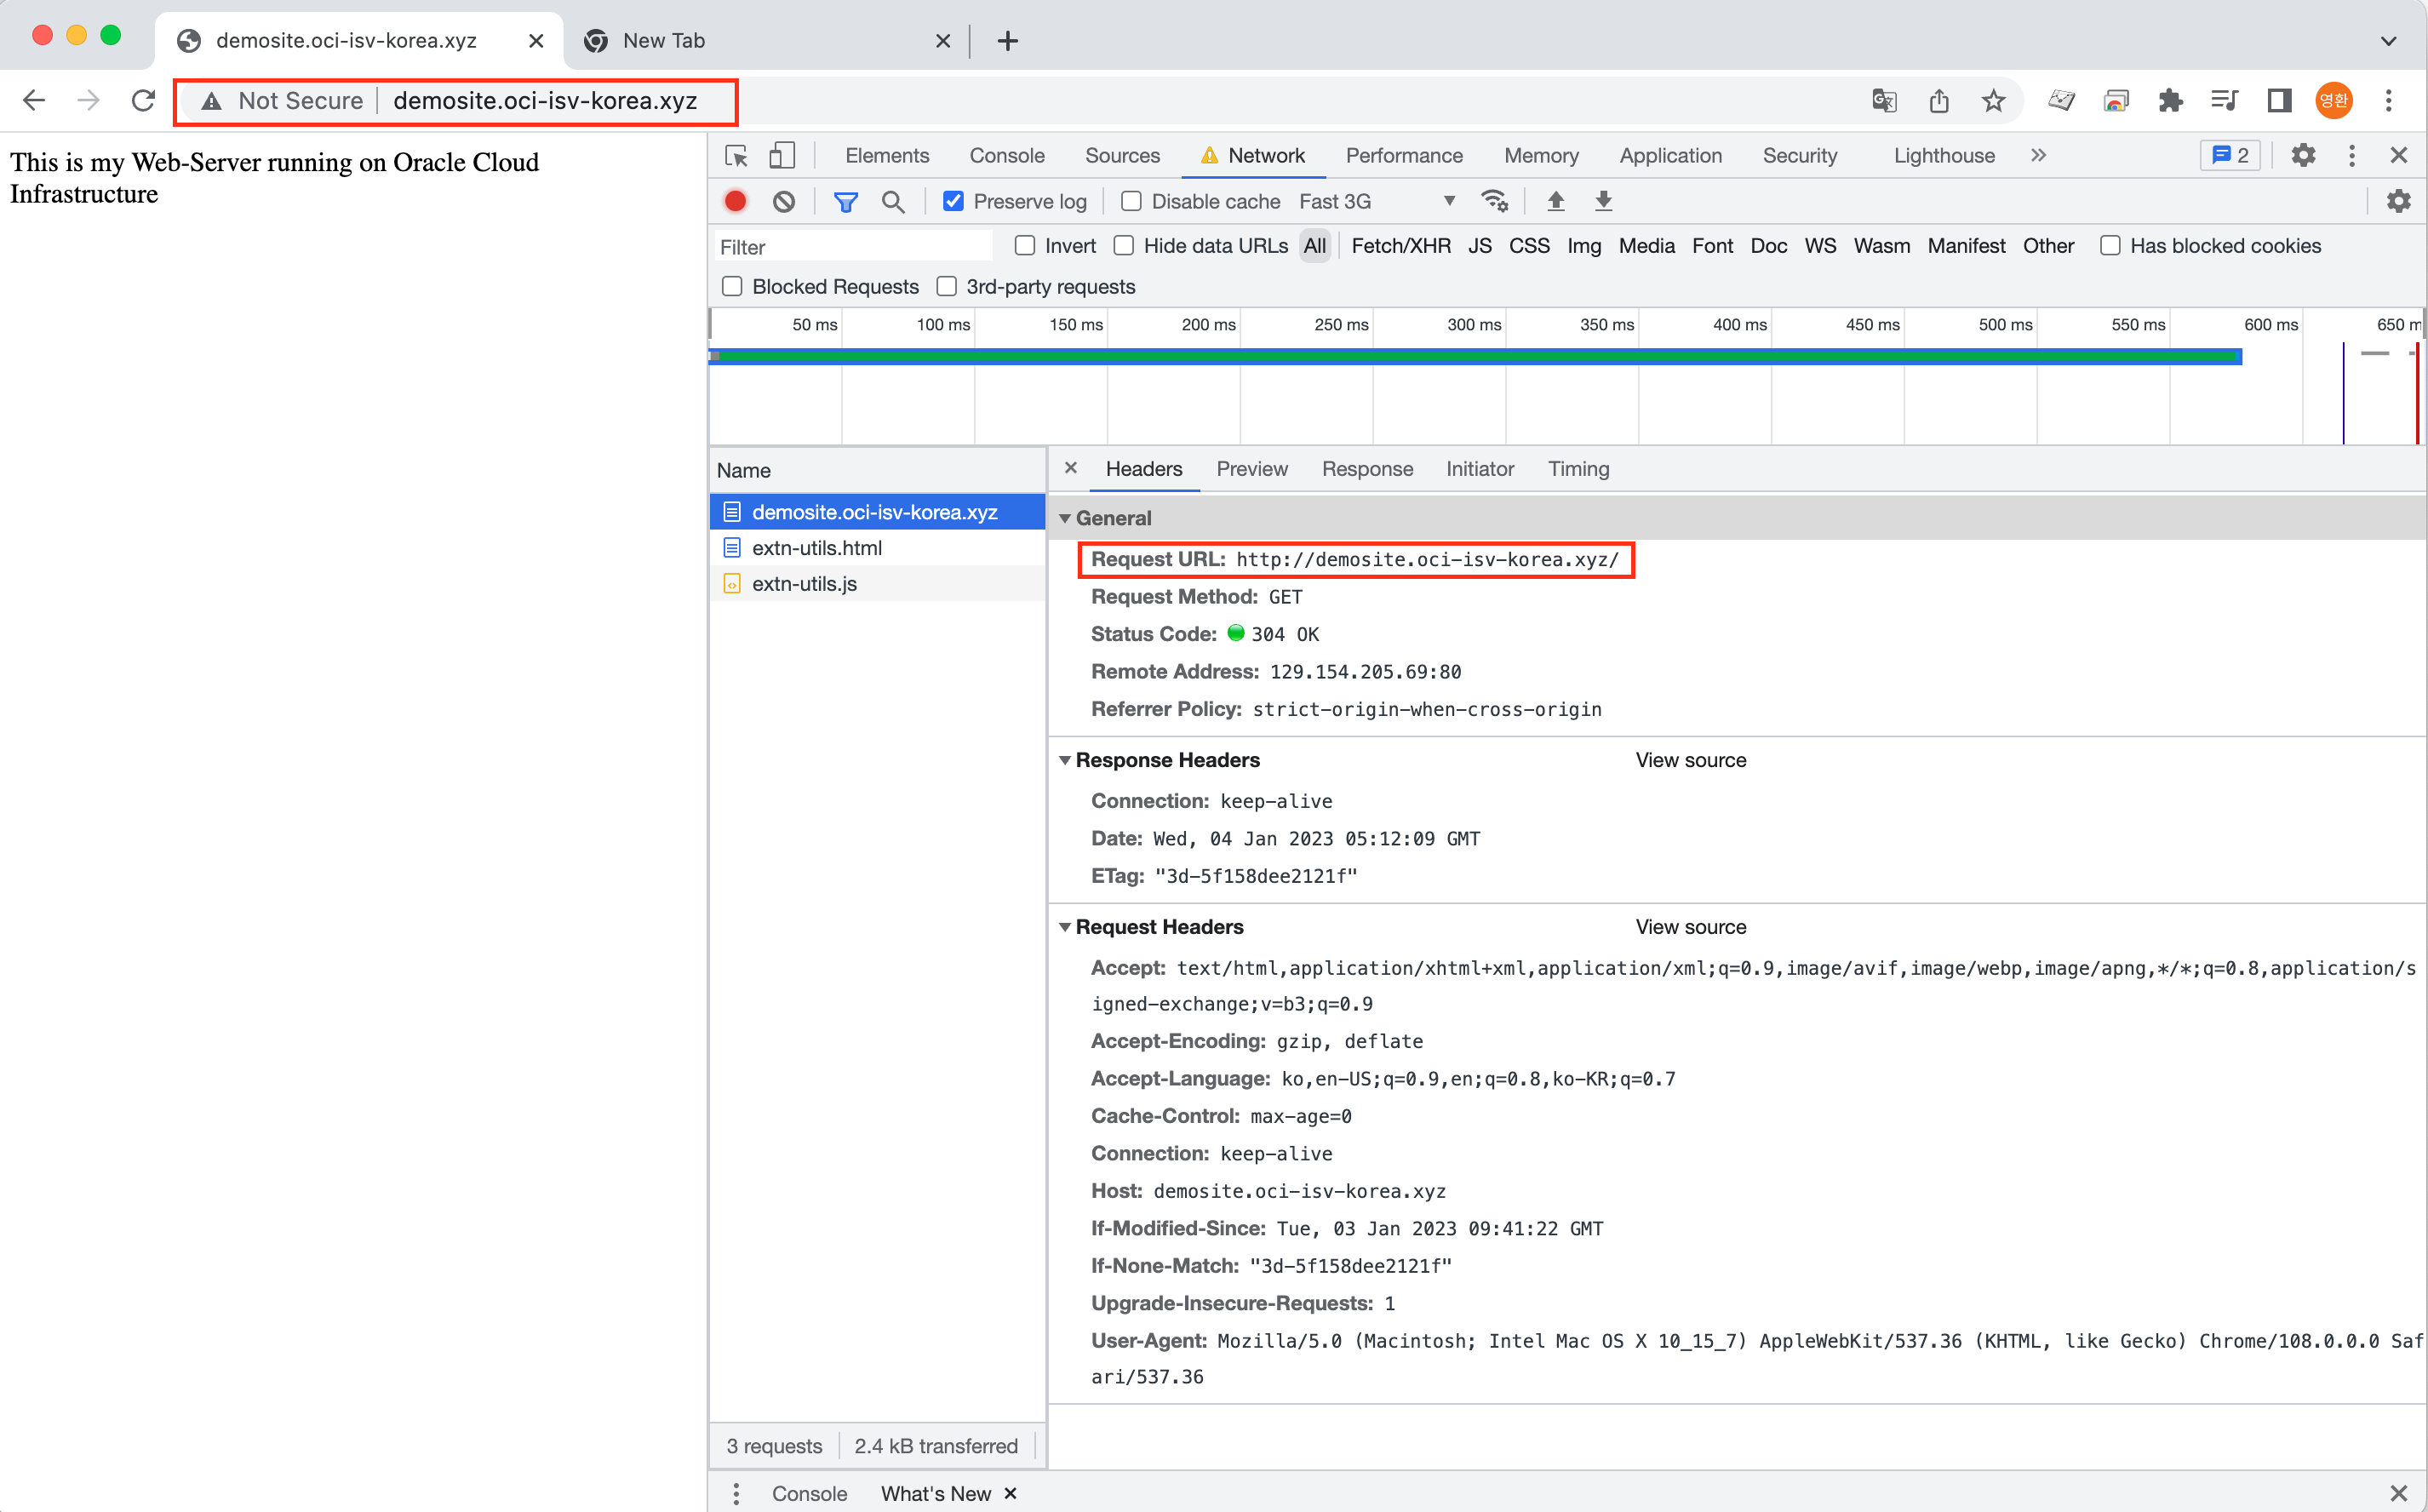 demosite.oci-isv-korea.xyz
New Tab
Not Secure
demosite.oci-isv-korea.xyz
영환
This is my Web-Server running on Oracle Cloud
Infrastructure
Elements Console Sources Network Performance Memory Application Security Lighthouse 2
Preserve log Disable cache Fast 3G
Filter Invert Hide data URLs All Fetch/XHR JS CSS Img Media Font Doc WS Wasm Manifest Other Has blocked cookies
Blocked Requests 3rd-party requests
50 ms 100 ms 150 ms 200 ms 250 ms 300 ms 350 ms 400 ms 450 ms 500 ms 550 ms 600 ms 650 m
Name
demosite.oci-isv-korea.xyz
extn-utils.html
extn-utils.js
Headers Preview Response Initiator Timing
General
Request URL: http://demosite.oci-isv-korea.xyz/
Request Method: GET
Status Code: 304 OK
Remote Address: 129.154.205.69:80
Referrer Policy: strict-origin-when-cross-origin
Response Headers View source
Connection: keep-alive
Date: Wed, 04 Jan 2023 05:12:09 GMT
ETag: "3d-5f158dee2121f"
Request Headers View source
Accept: text/html,application/xhtml+xml,application/xml;q=0.9,image/avif,image/webp,image/apng,*/*;q=0.8,application/s
igned-exchange;v=b3;q=0.9
Accept-Encoding: gzip, deflate
Accept-Language: ko,en-US;q=0.9,en;q=0.8,ko-KR;q=0.7
Cache-Control: max-age=0
Connection: keep-alive
Host: demosite.oci-isv-korea.xyz
If-Modified-Since: Tue, 03 Jan 2023 09:41:22 GMT
If-None-Match: "3d-5f158dee2121f"
Upgrade-Insecure-Requests: 1
User-Agent: Mozilla/5.0 (Macintosh; Intel Mac OS X 10_15_7) AppleWebKit/537.36 (KHTML, like Gecko) Chrome/108.0.0.0 Saf
ari/537.36
3 requests 2.4 kB transferred
Console What's New